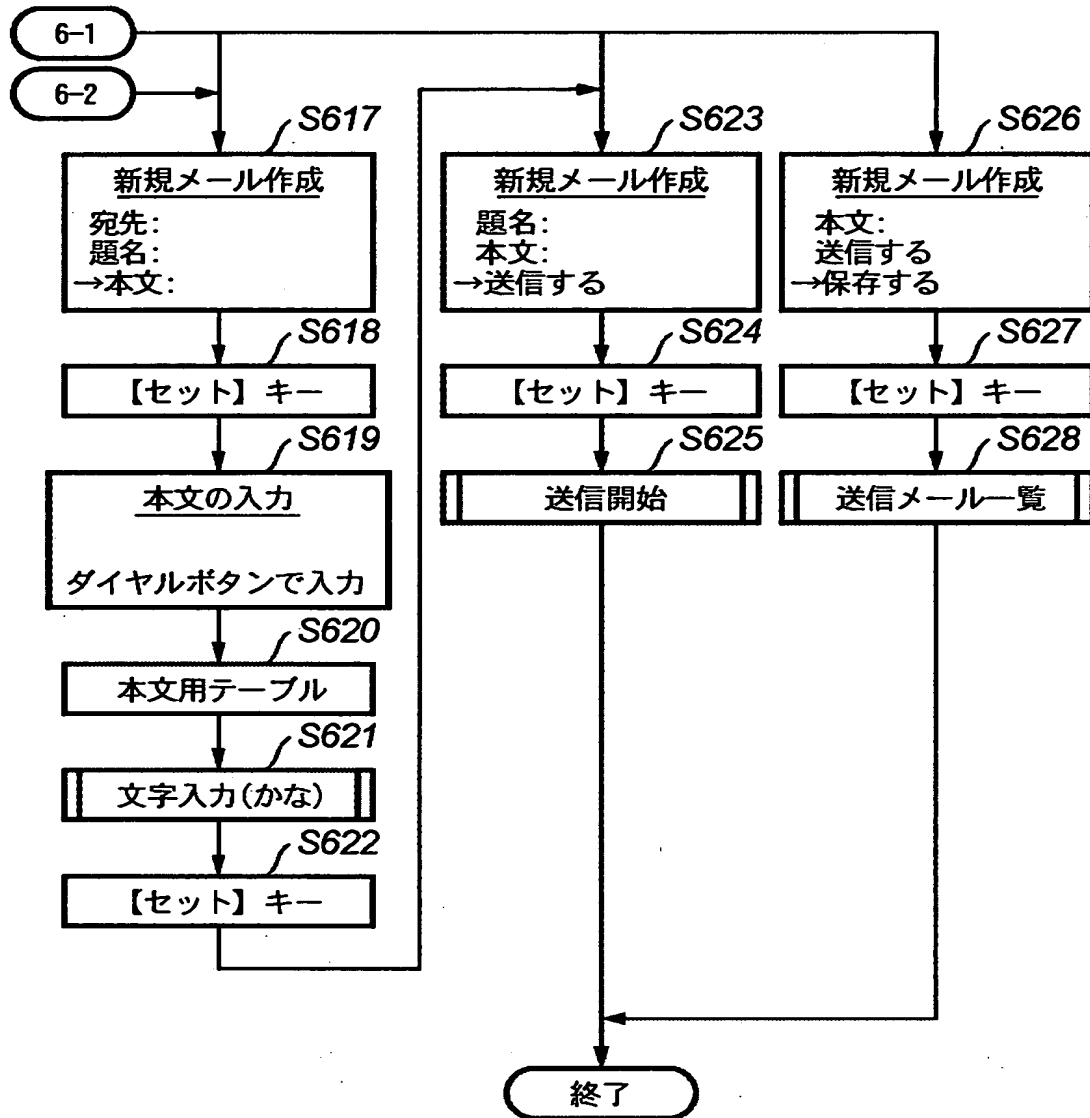 6-1
6-2
S617
新規メール作成
宛先:
題名:
→本文:
S618
【セット】キー
S619
本文の入力
ダイヤルボタンで入力
S620
本文用テーブル
S621
文字入力(かな)
S622
【セット】キー
S623
新規メール作成
題名:
本文:
→送信する
S624
【セット】キー
S625
送信開始
S626
新規メール作成
本文:
送信する
→保存する
S627
【セット】キー
S628
送信メール一覧
終了